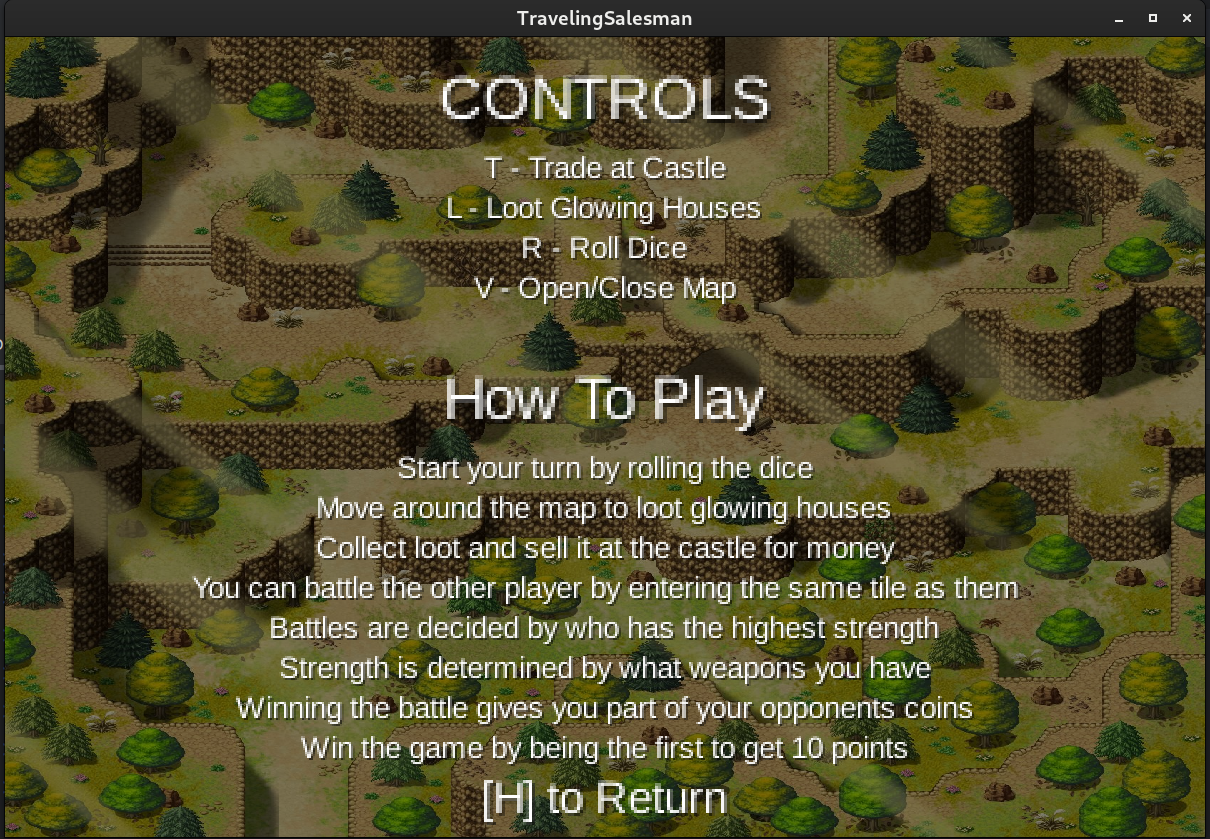 TravelingSalesman
CONTROLS
T - Trade at Castle
L - Loot Glowing Houses
R - Roll Dice
V - Open/Close Map
How To Play
Start your turn by rolling the dice
Move around the map to loot glowing houses
Collect loot and sell it at the castle for money
You can battle the other player by entering the same tile as them
Battles are decided by who has the highest strength
Strength is determined by what weapons you have
Winning the battle gives you part of your opponents coins
Win the game by being the first to get 10 points
[H] to Return